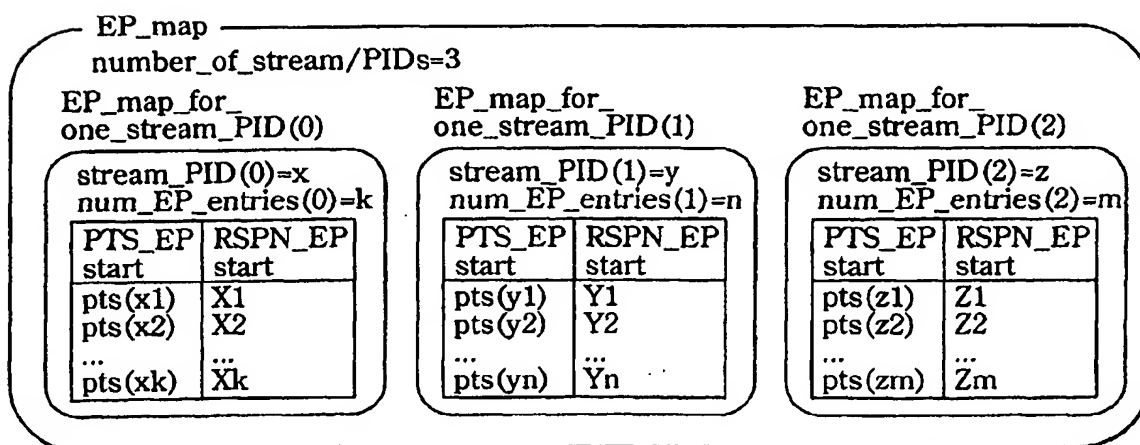 EP_map
number_of_stream/PIDs=3
EP_map_for_
one_stream_PID(0)
stream_PID(0)=x
num_EP_entries(0)=k
PTS_EP RSPN_EP
start start
pts(x1) X1
pts(x2) X2
... ...
pts(xk) Xk
EP_map_for_
one_stream_PID(1)
stream_PID(1)=y
num_EP_entries(1)=n
PTS_EP RSPN_EP
start start
pts(y1) Y1
pts(y2) Y2
... ...
pts(yn) Yn
EP_map_for_
one_stream_PID(2)
stream_PID(2)=z
num_EP_entries(2)=m
PTS_EP RSPN_EP
start start
pts(z1) Z1
pts(z2) Z2
... ...
pts(zm) Zm